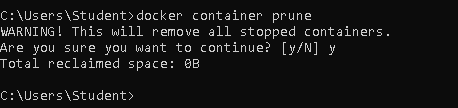 C:\Users\Student>docker container prune
WARNING! This will remove all stopped containers.
Are you sure you want to continue? [y/N] y
Total reclaimed space: 0B
C:\Users\Student>